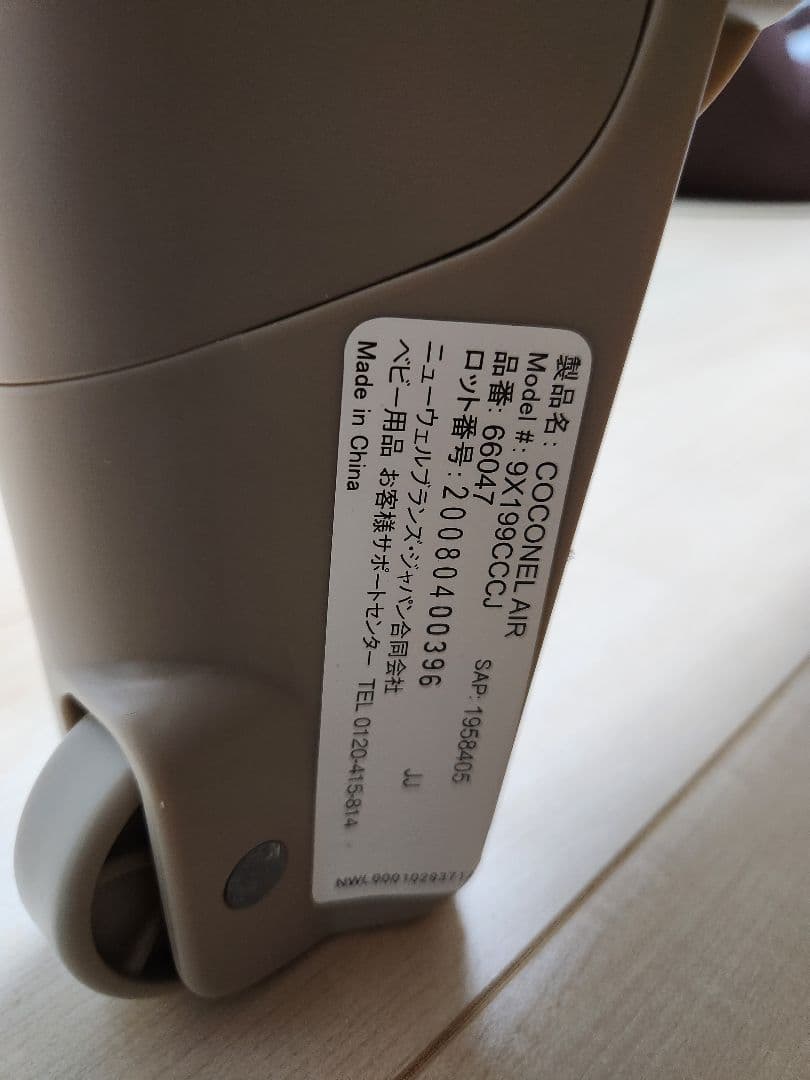 製品名: COCONEL AIR
Model #: 9X199CCCJ
品番: 66047 SAP: 1958405
ロット番号: 20080400396
ニューウェルブランズ・ジャパン合同会社 JJ
ベビー用品 お客様サポートセンター TEL 0120-415-814
Made in China